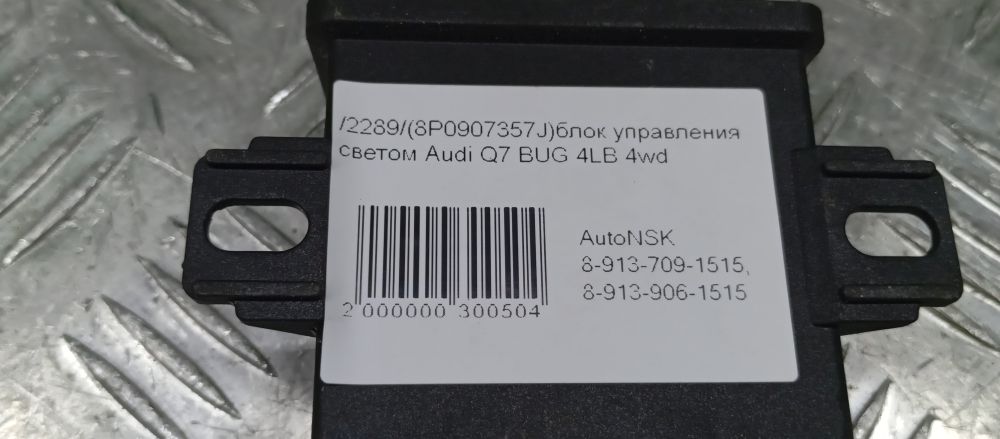 /2289/(8P0907357J)блок управления
светом Audi Q7 BUG 4LB 4wd
AutoNSK
8-913-709-1515,
8-913-906-1515
2 000000 300504